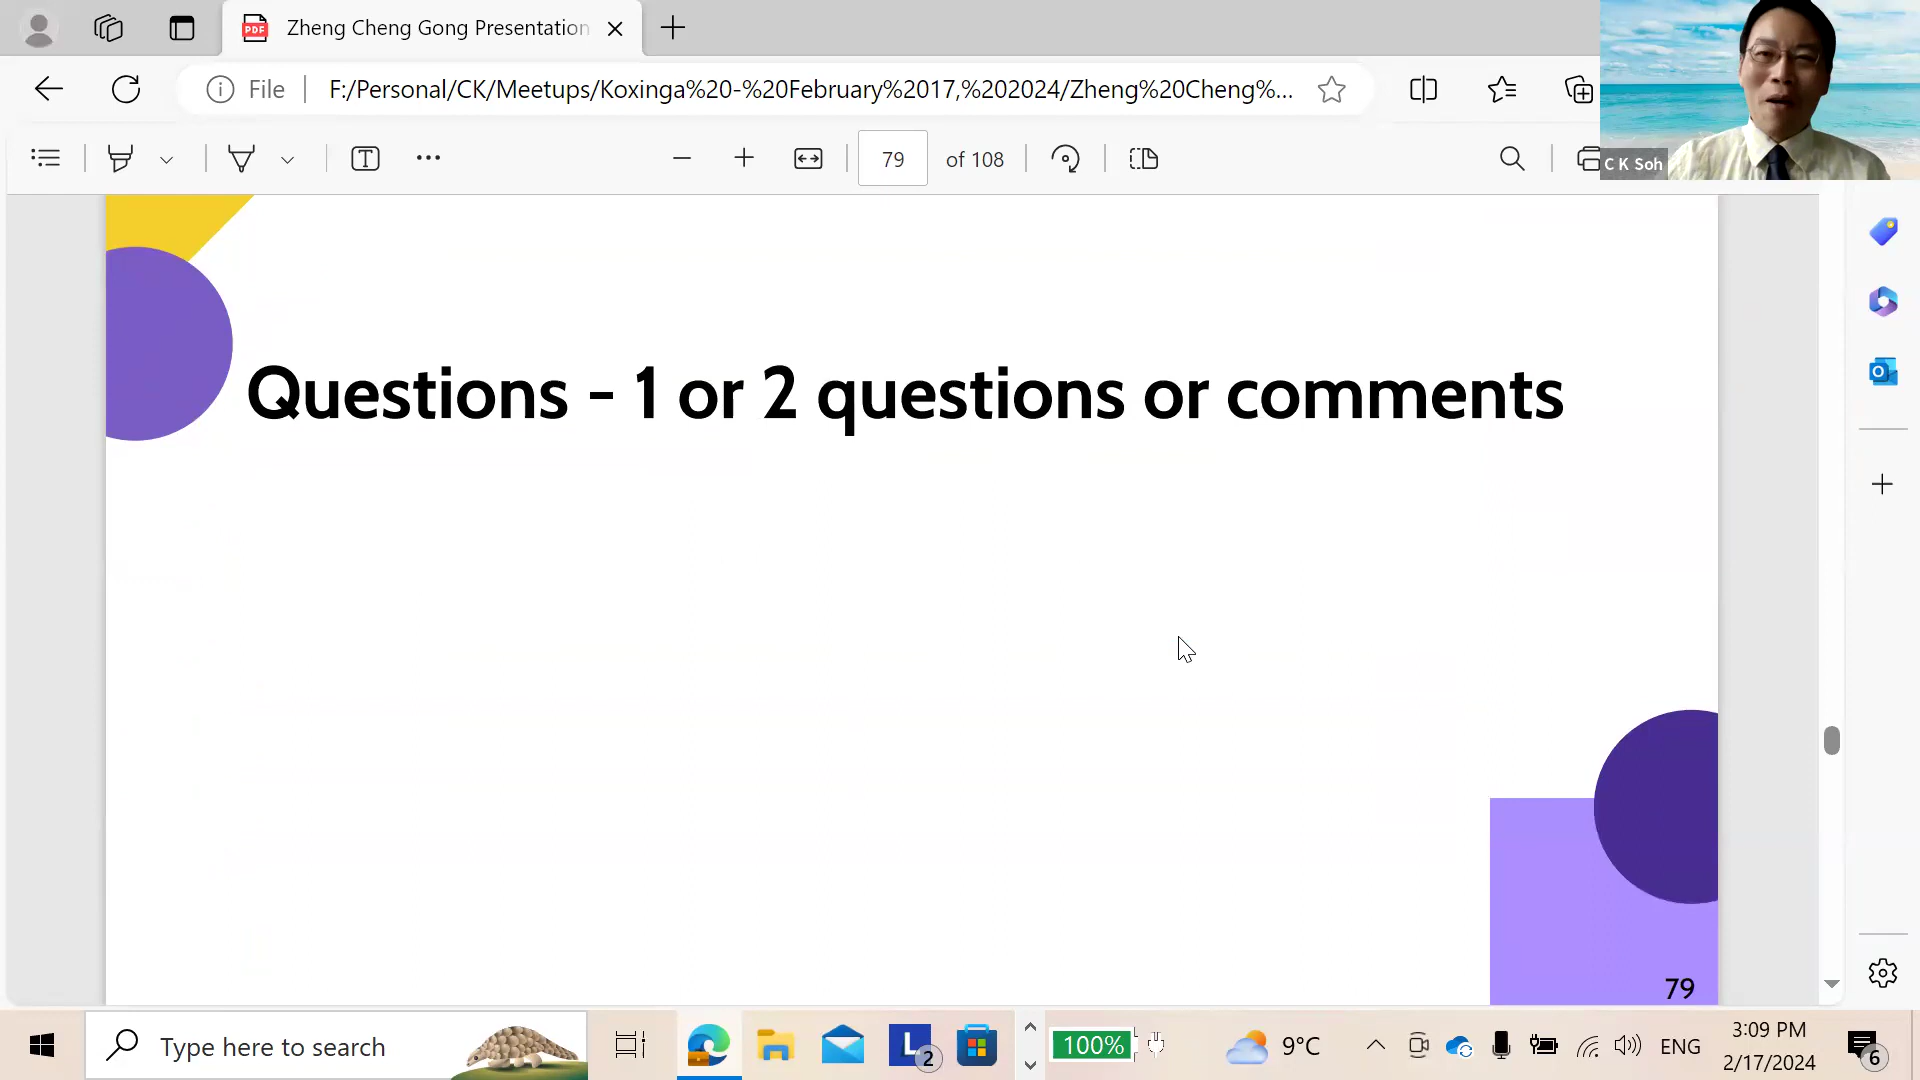 Zheng Cheng Gong Presentation
File
F:/Personal/CK/Meetups/Koxinga%20-%20February%2017,%202024/Zheng%20Cheng%...
PDF
79 of 108
C K Soh
Questions - 1 or 2 questions or comments
79
Type here to search
L
2
100%
9°C
ENG
3:09 PM
2/17/2024
6